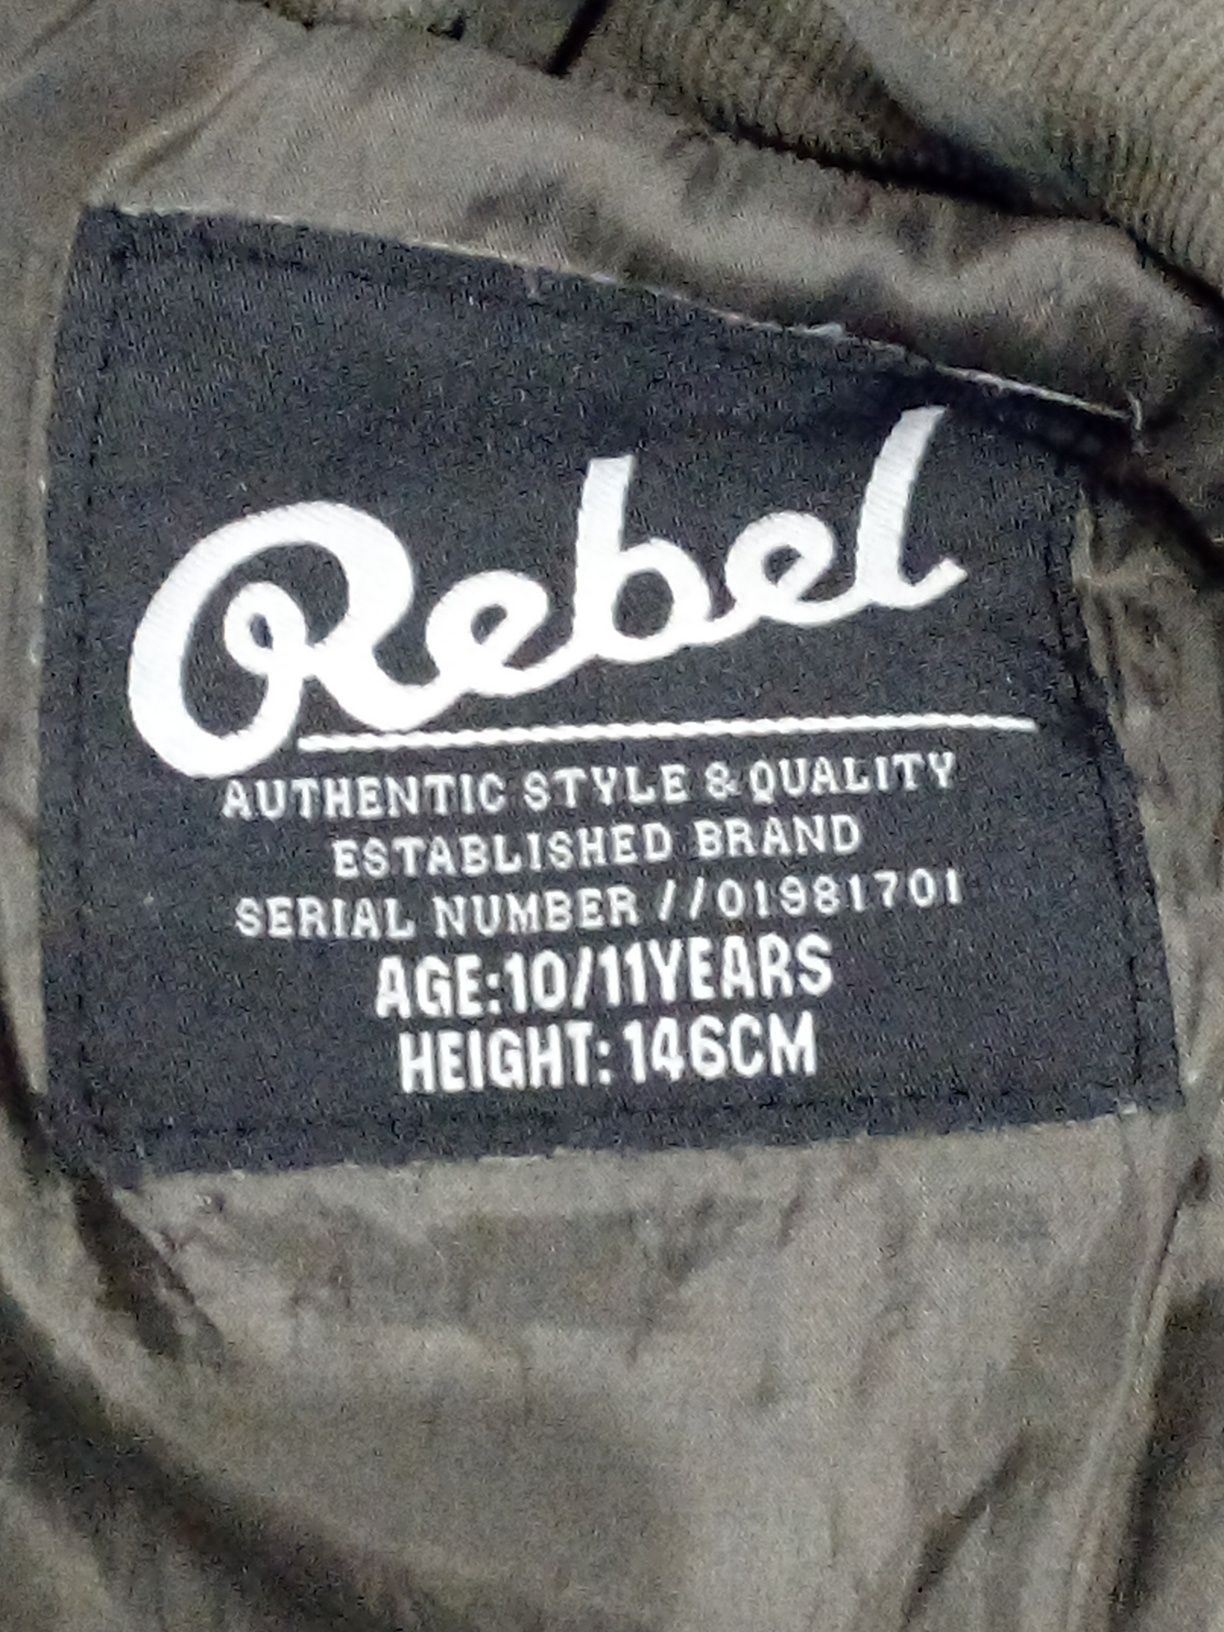 Rebel
AUTHENTIC STYLE & QUALITY
ESTABLISHED BRAND
SERIAL NUMBER //01981701
AGE:10/11YEARS
HEIGHT: 146CM